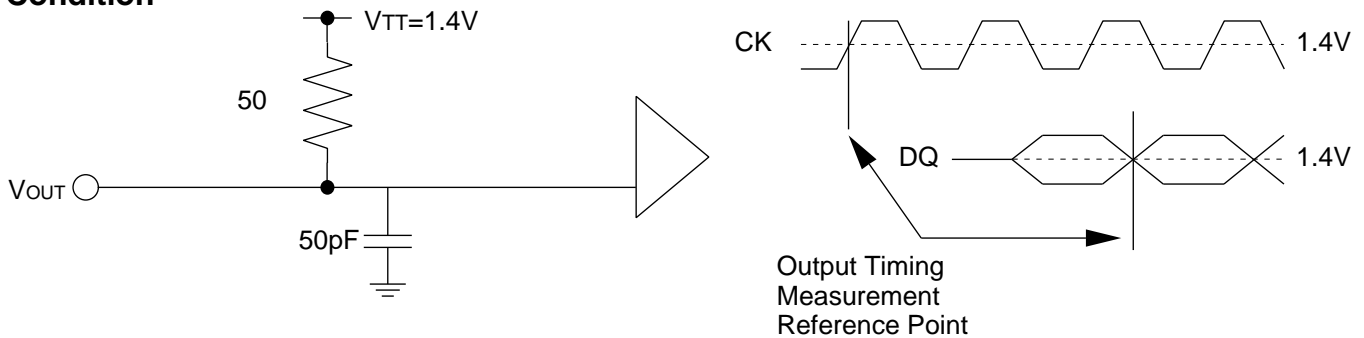 Condition
VTT=1.4V
50
VOUT
50pF
CK
1.4V
DQ
1.4V
Output Timing
Measurement
Reference Point